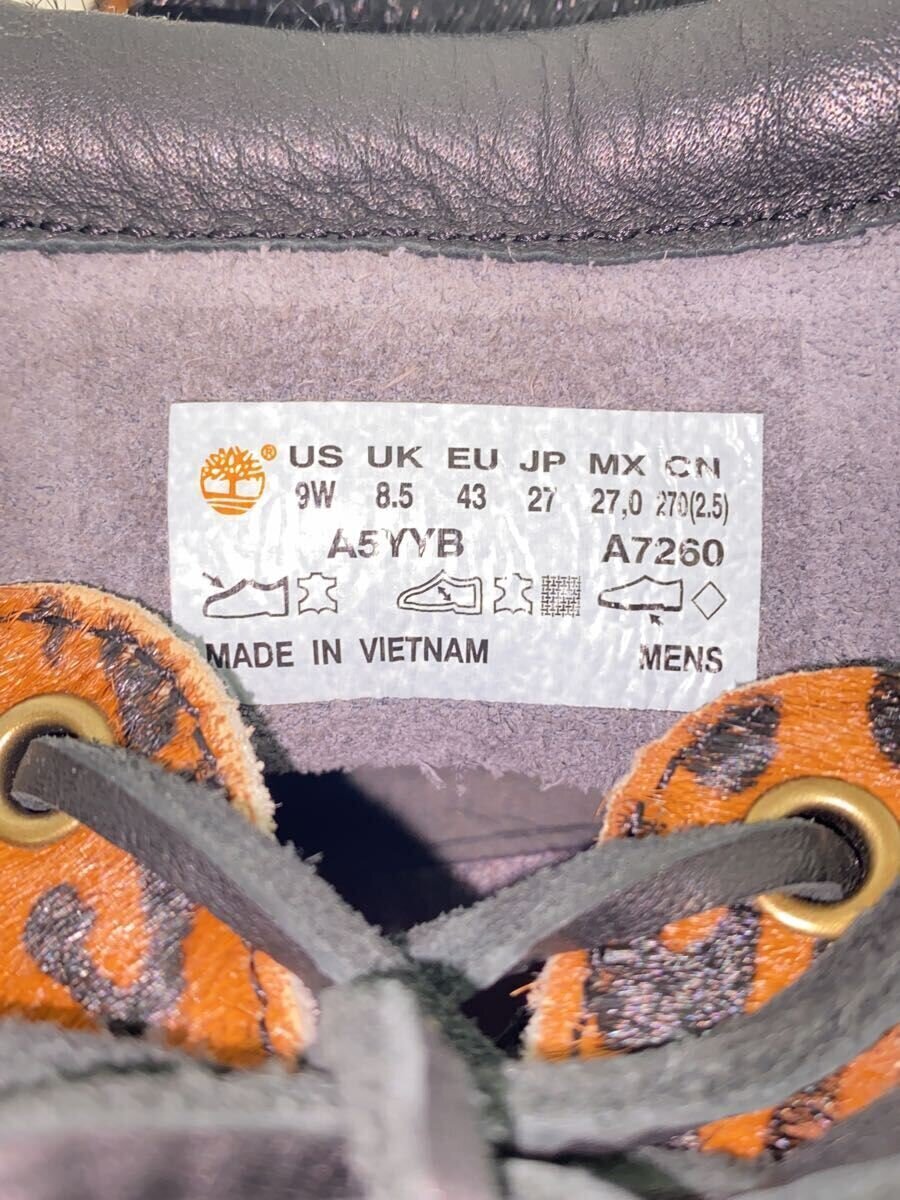 ® US UK EU JP MX CN
9W 8.5 43 27 27,0 270(2.5)
A5YYB A7260
MADE IN VIETNAM MENS